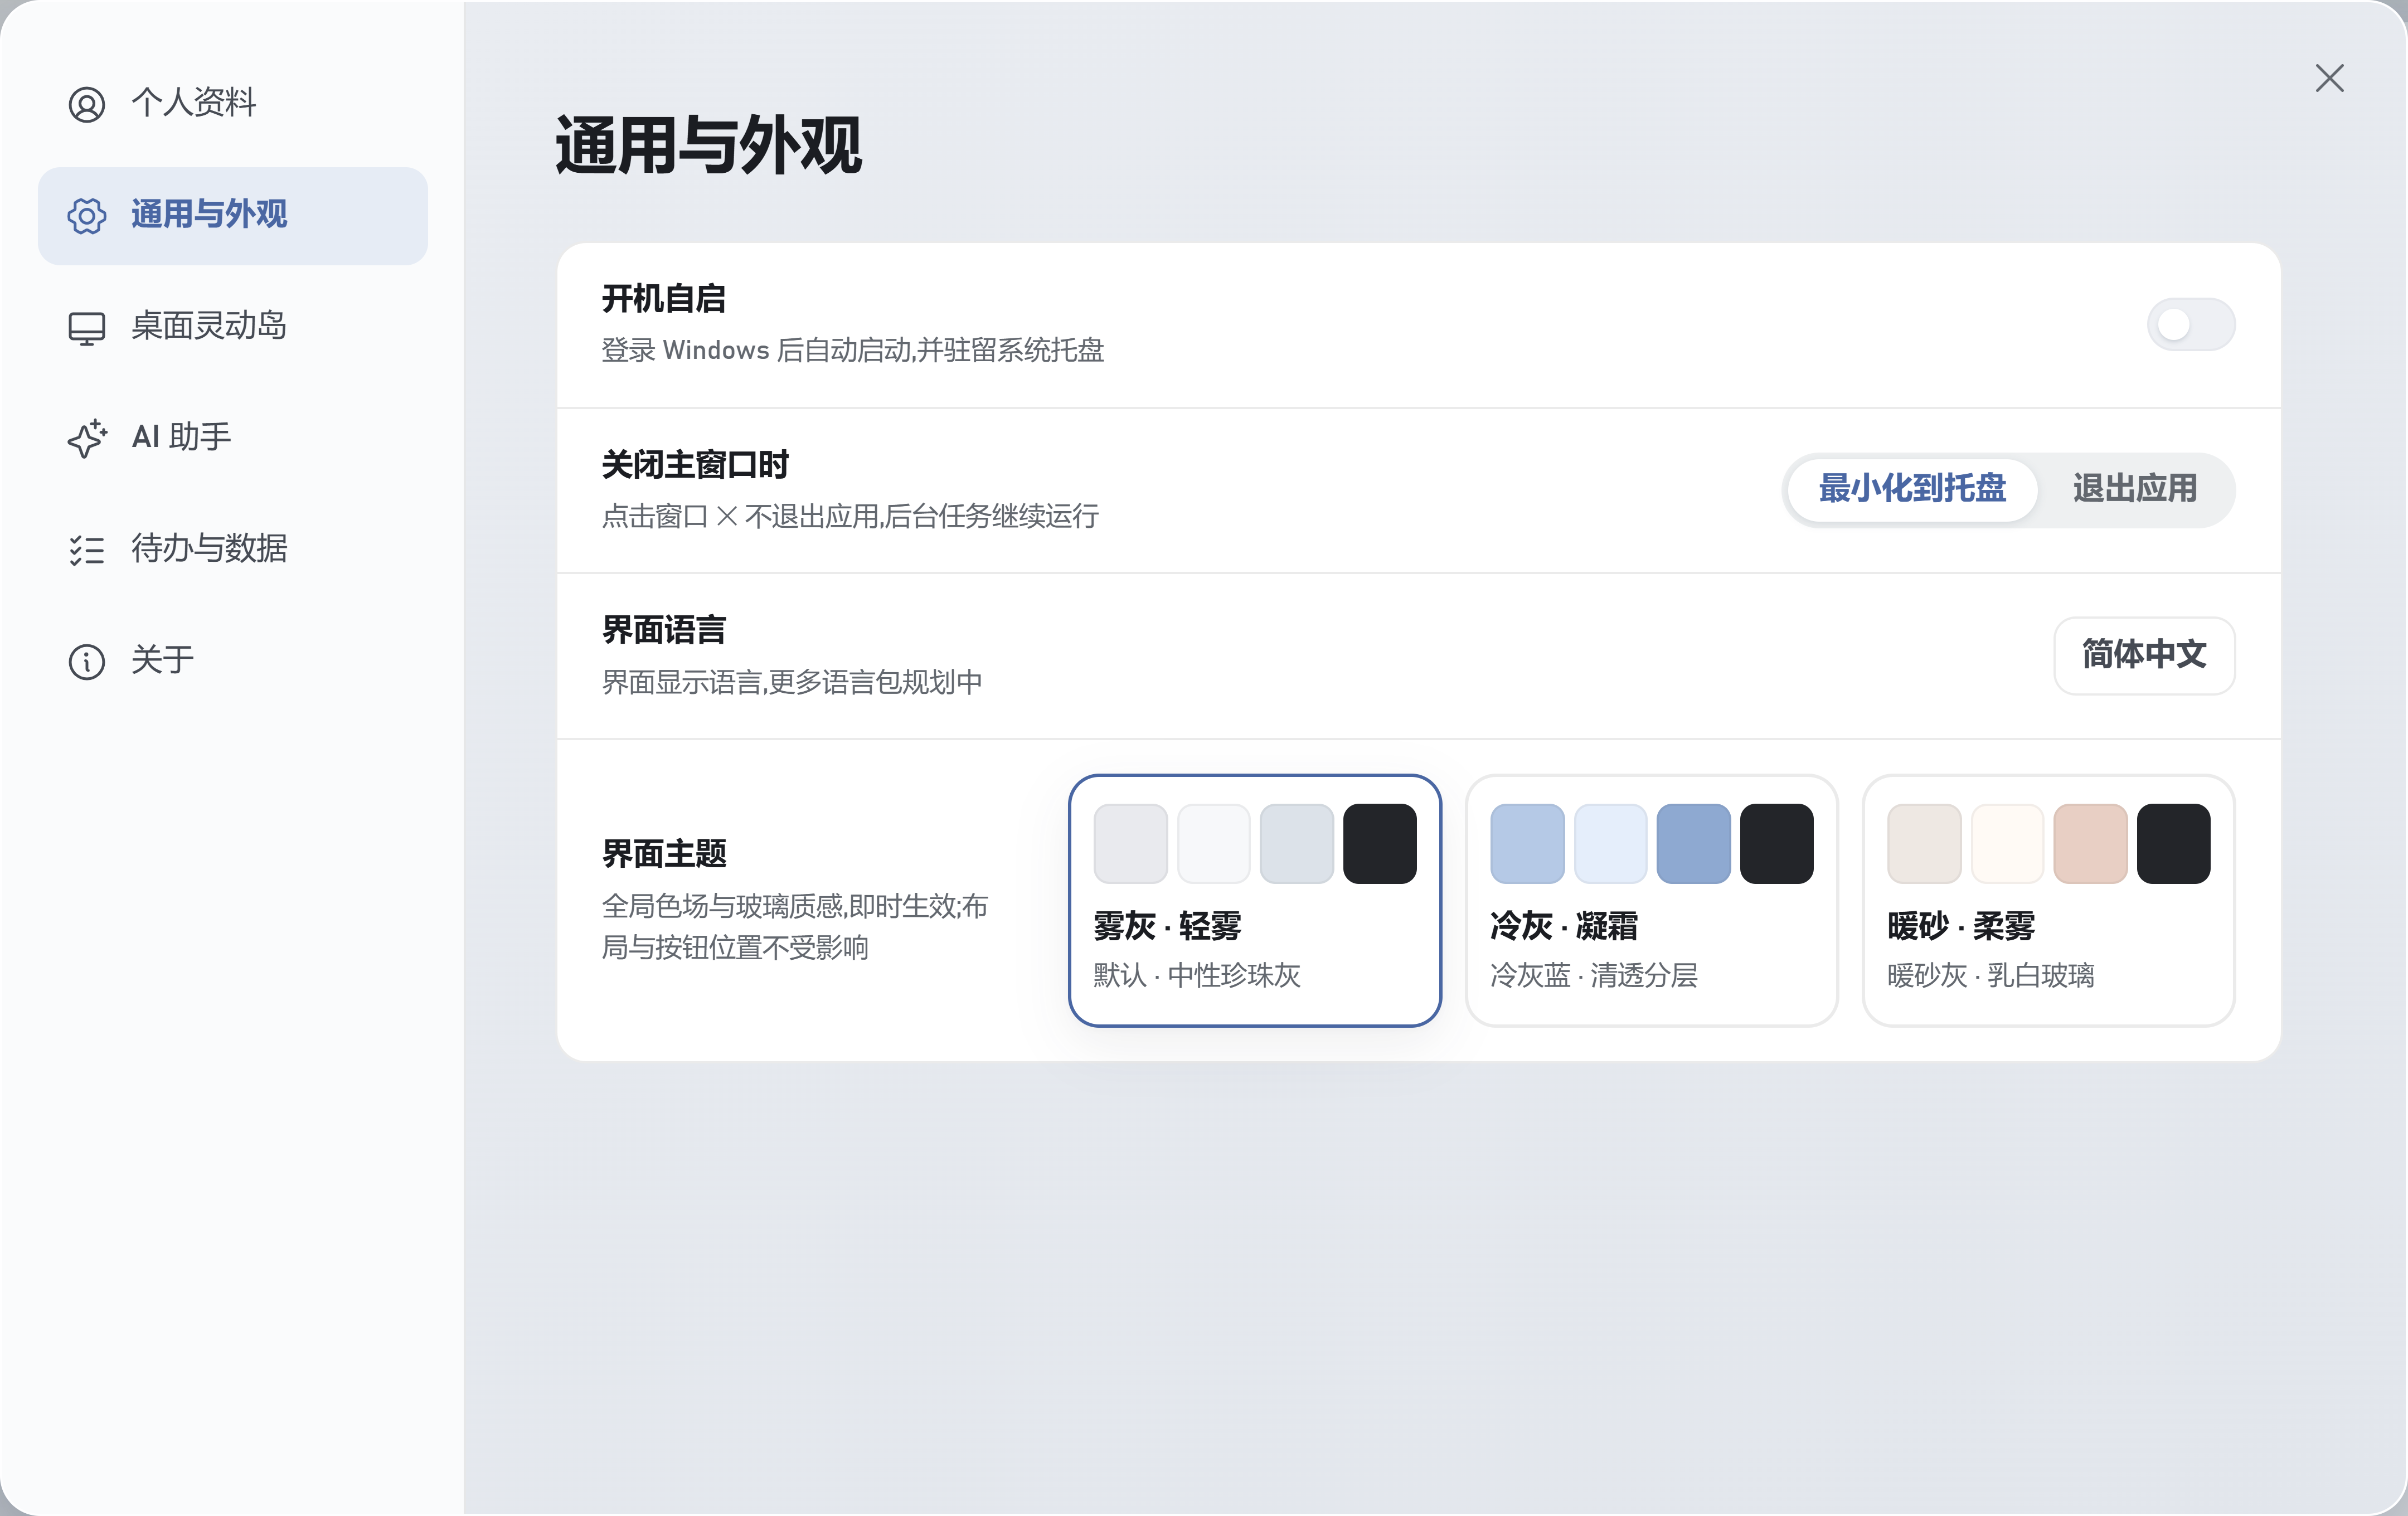 个人资料
通用与外观
桌面灵动岛
AI 助手
待办与数据
关于
通用与外观
开机自启
登录 Windows 后自动启动,并驻留系统托盘
关闭主窗口时
点击窗口 × 不退出应用,后台任务继续运行
最小化到托盘
退出应用
界面语言
界面显示语言,更多语言包规划中
简体中文
界面主题
全局色场与玻璃质感,即时生效;布
局与按钮位置不受影响
雾灰 · 轻雾
默认 · 中性珍珠灰
冷灰 · 凝霜
冷灰蓝 · 清透分层
暖砂 · 柔雾
暖砂灰 · 乳白玻璃